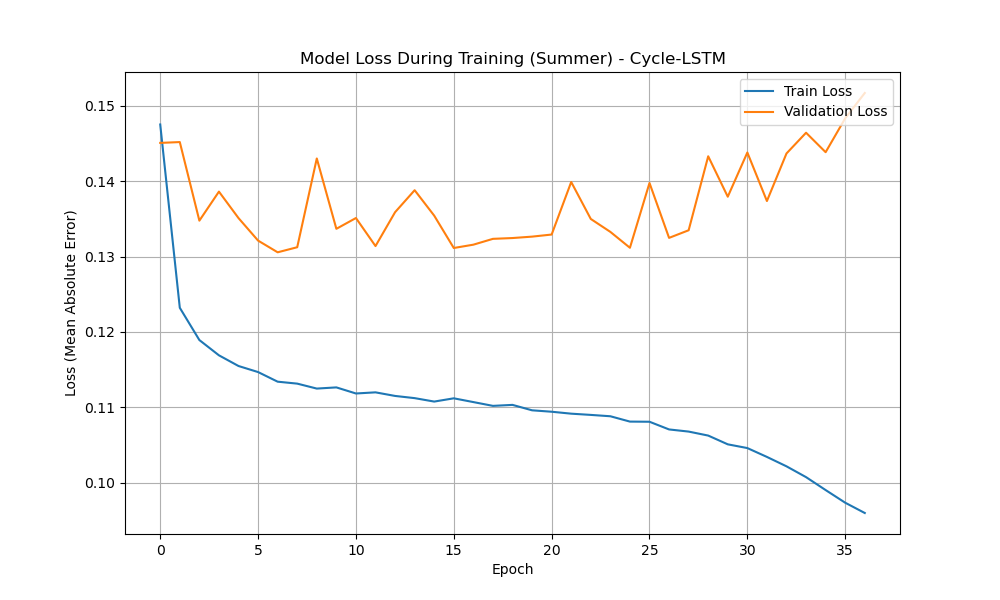 Model Loss During Training (Summer) - Cycle-LSTM
Train Loss
Validation Loss
Loss (Mean Absolute Error)
0.15
0.14
0.13
0.12
0.11
0.10
0 5 10 15 20 25 30 35
Epoch